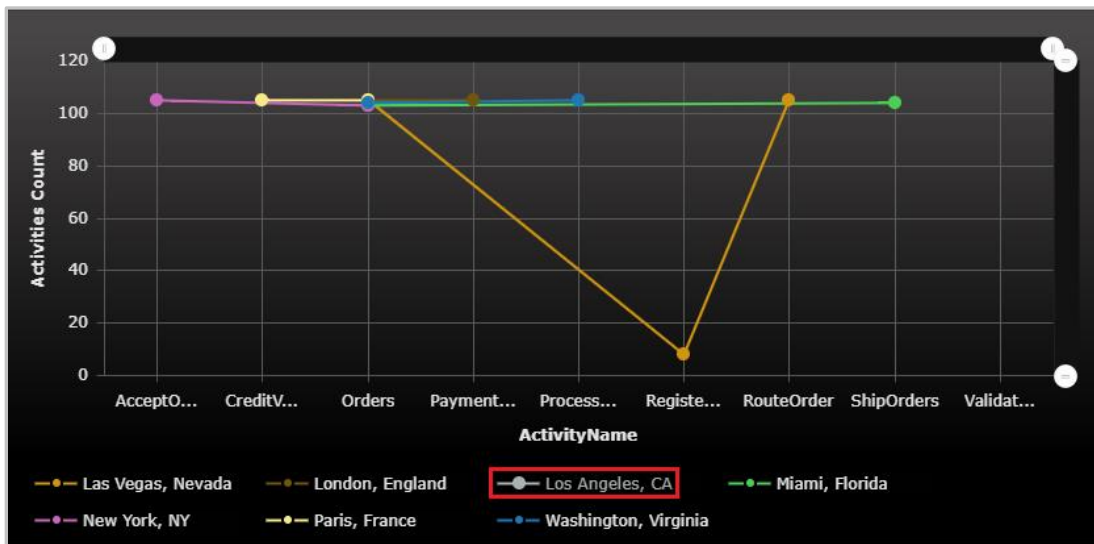 120
100
80
60
40
20
0
Activities Count
AcceptO... CreditV... Orders Payment... Process... Registe... RouteOrder ShipOrders Validat...
ActivityName
Las Vegas, Nevada London, England Los Angeles, CA Miami, Florida
New York, NY Paris, France Washington, Virginia